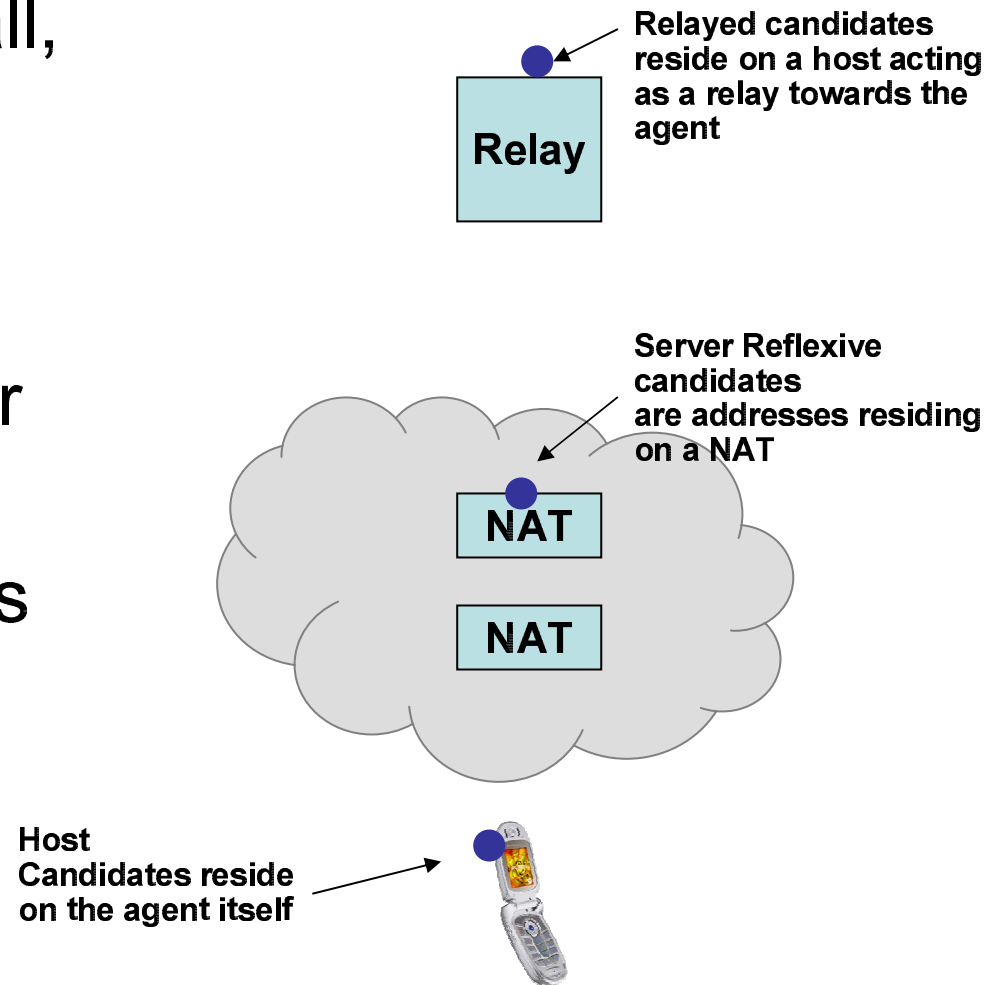 all,
Relayed candidates
reside on a host acting
as a relay towards the
agent
Relay
Server Reflexive
candidates
are addresses residing
on a NAT
r
NAT
s
NAT
Host
Candidates reside
on the agent itself